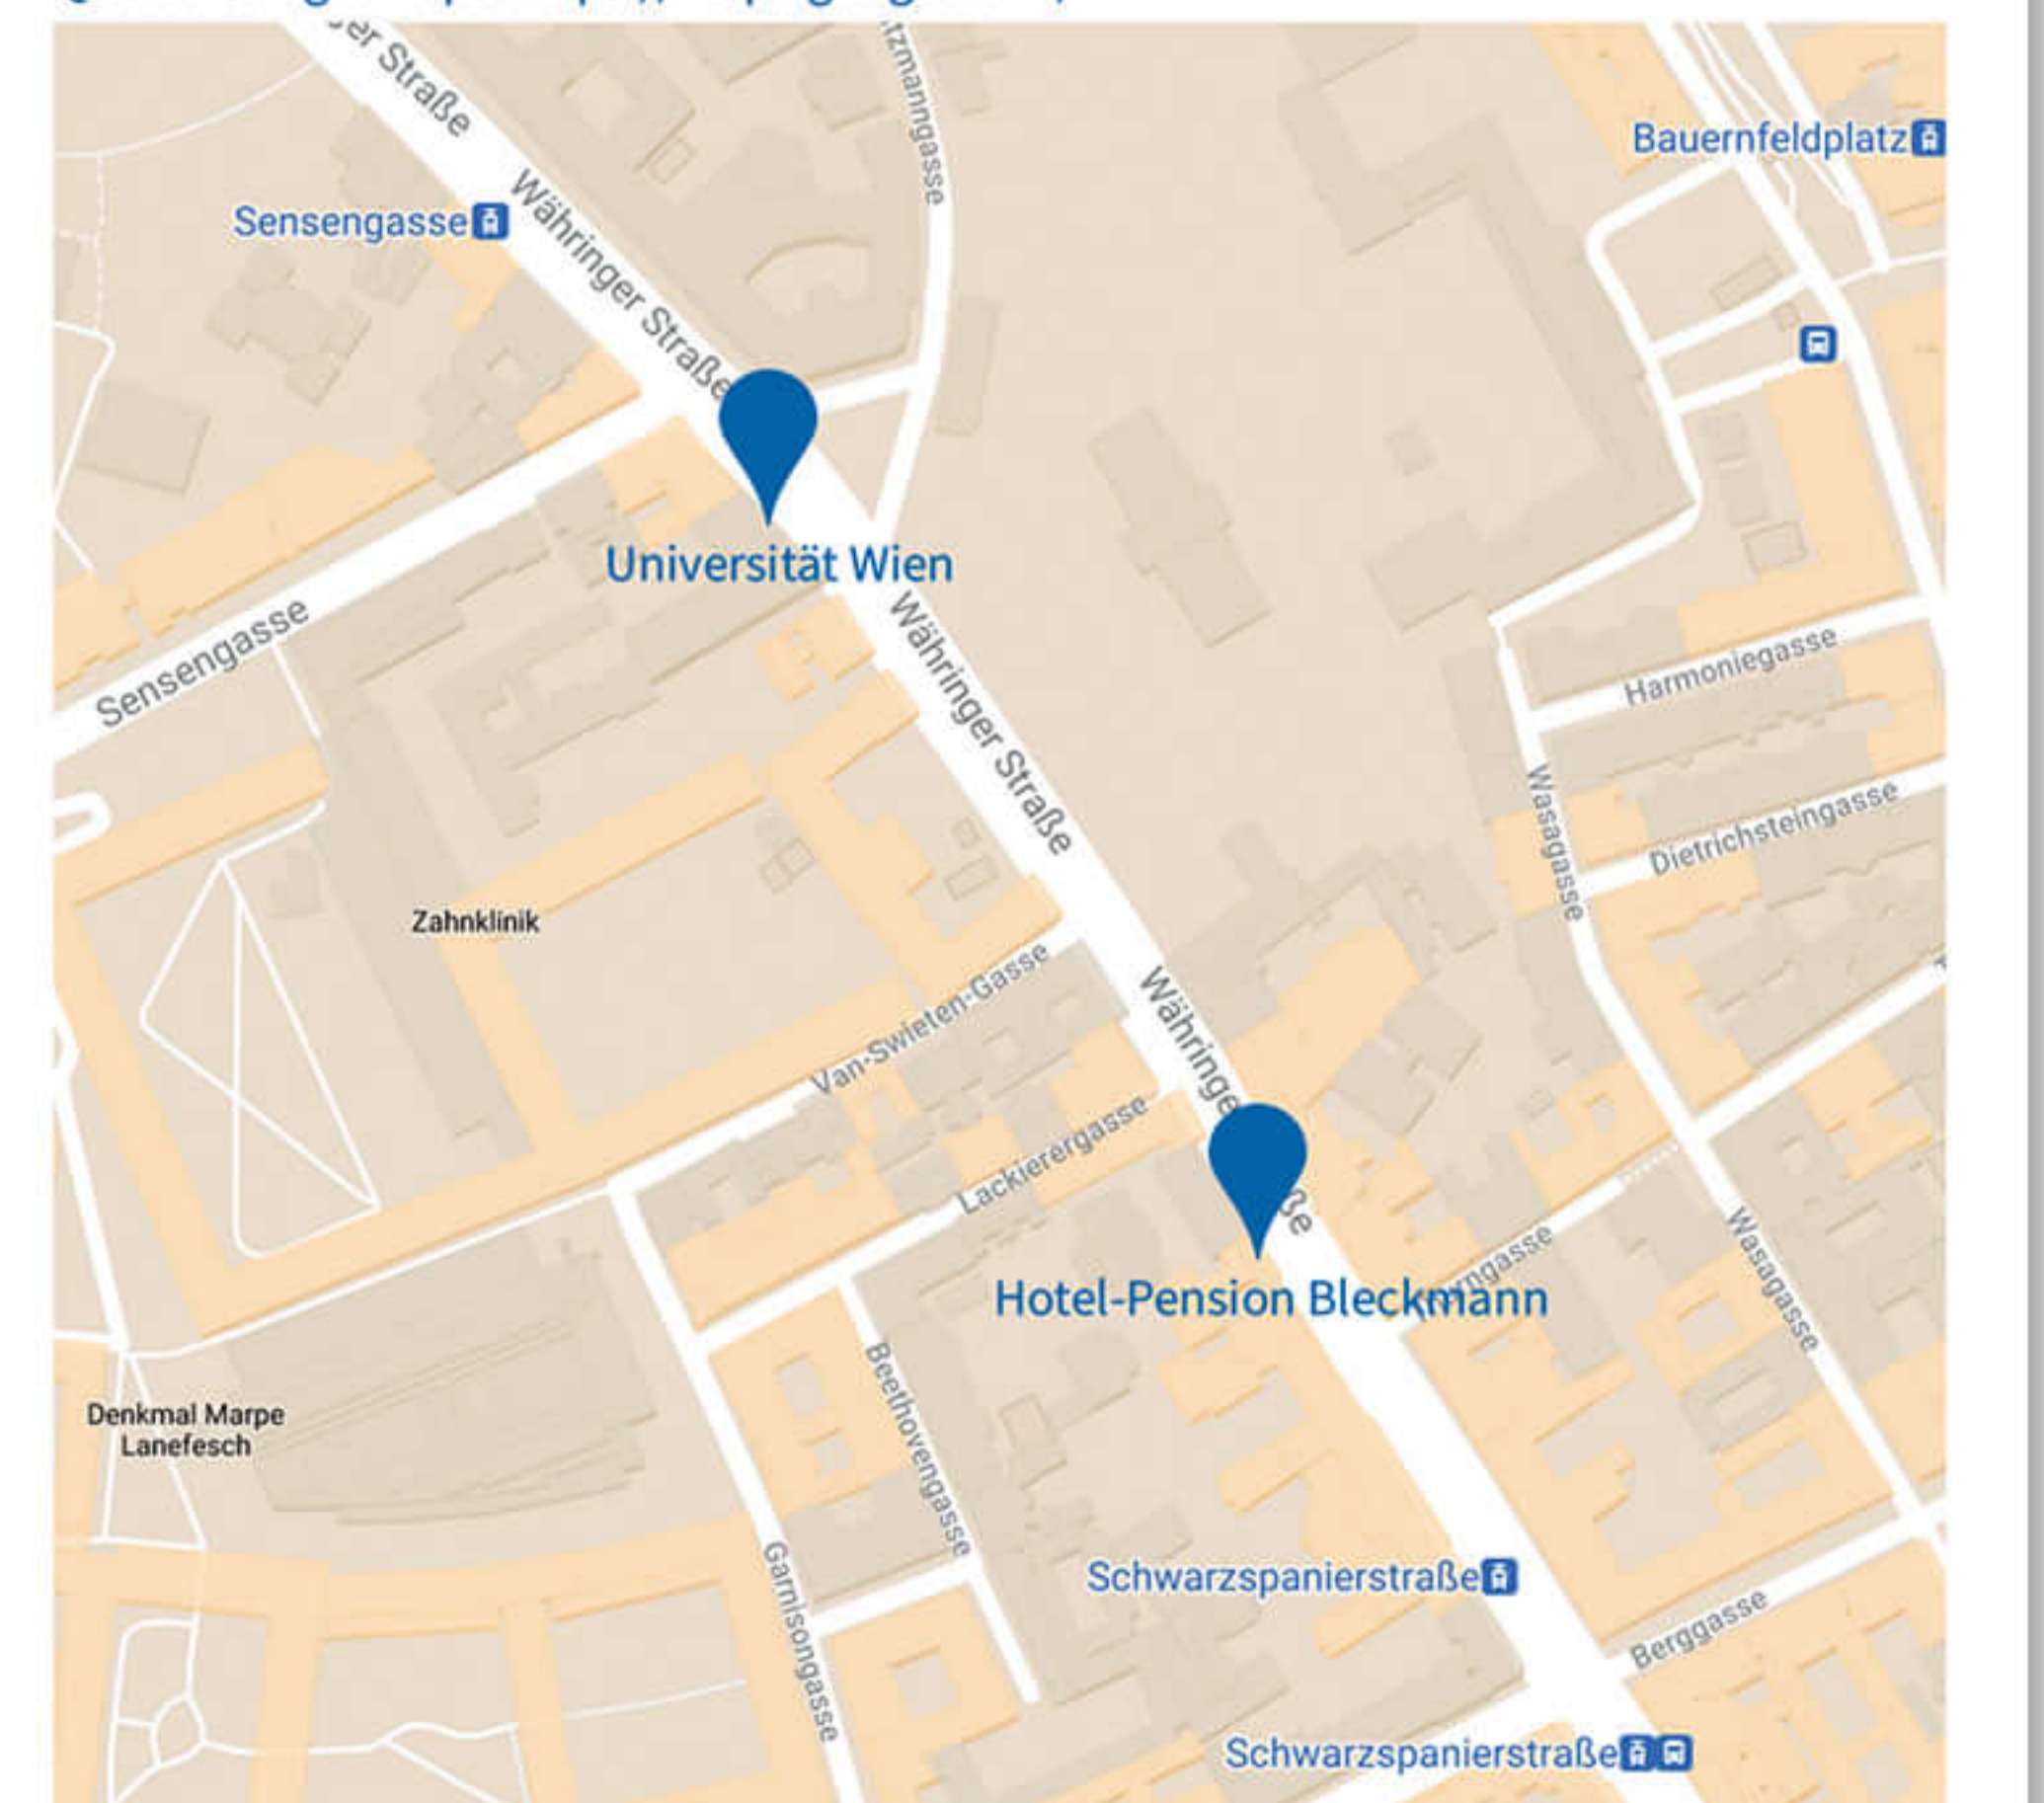 Straße
Bauernfeldplatz
Sensengasse
Währinger Straße
Universität Wien
Währinger Straße
Sensengasse
Harmoniegasse
Wasagasse
Dietrichsteingasse
Zahnklinik
Van-Swieten-Gasse
Lackierergasse
Hotel-Pension Bleckmann
Wasagasse
Beethovengasse
Denkmal Marpe
Lanefesch
Garnisongasse
Schwarzspanierstraße
Berggasse
Schwarzspanierstraße